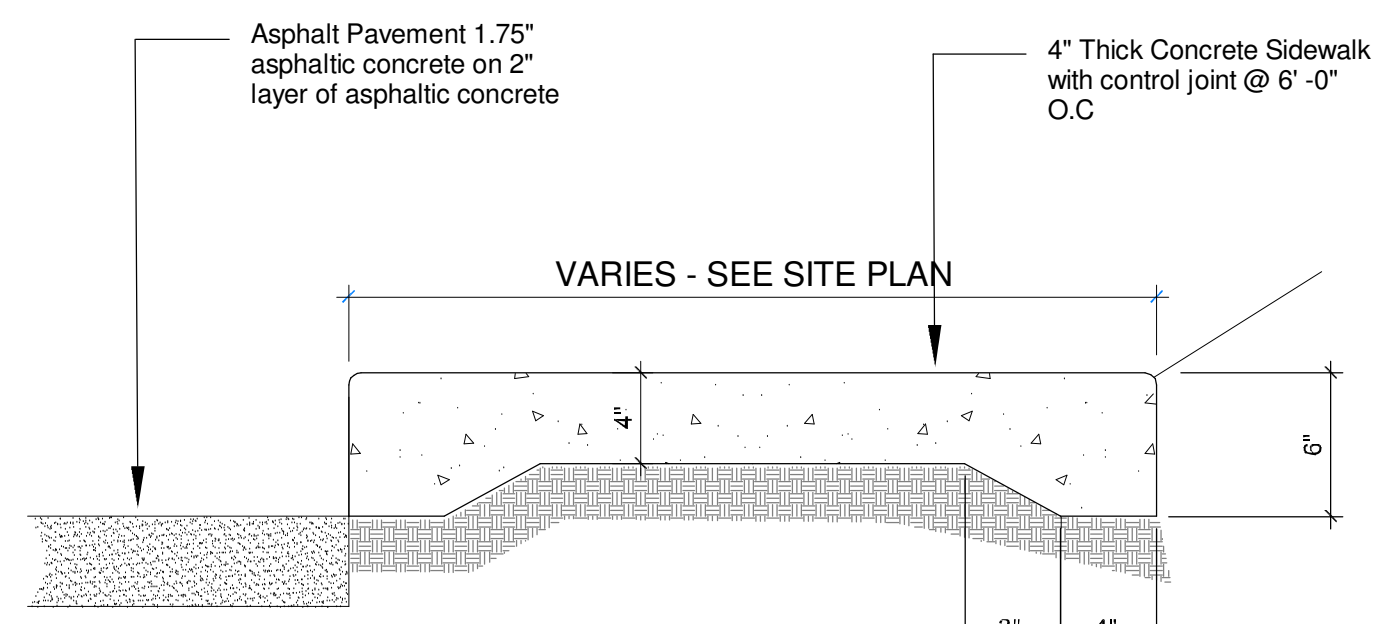 Asphalt Pavement 1.75"
asphaltic concrete on 2"
layer of asphaltic concrete
4" Thick Concrete Sidewalk
with control joint @ 6' -0"
O.C
VARIES - SEE SITE PLAN
4"
6"